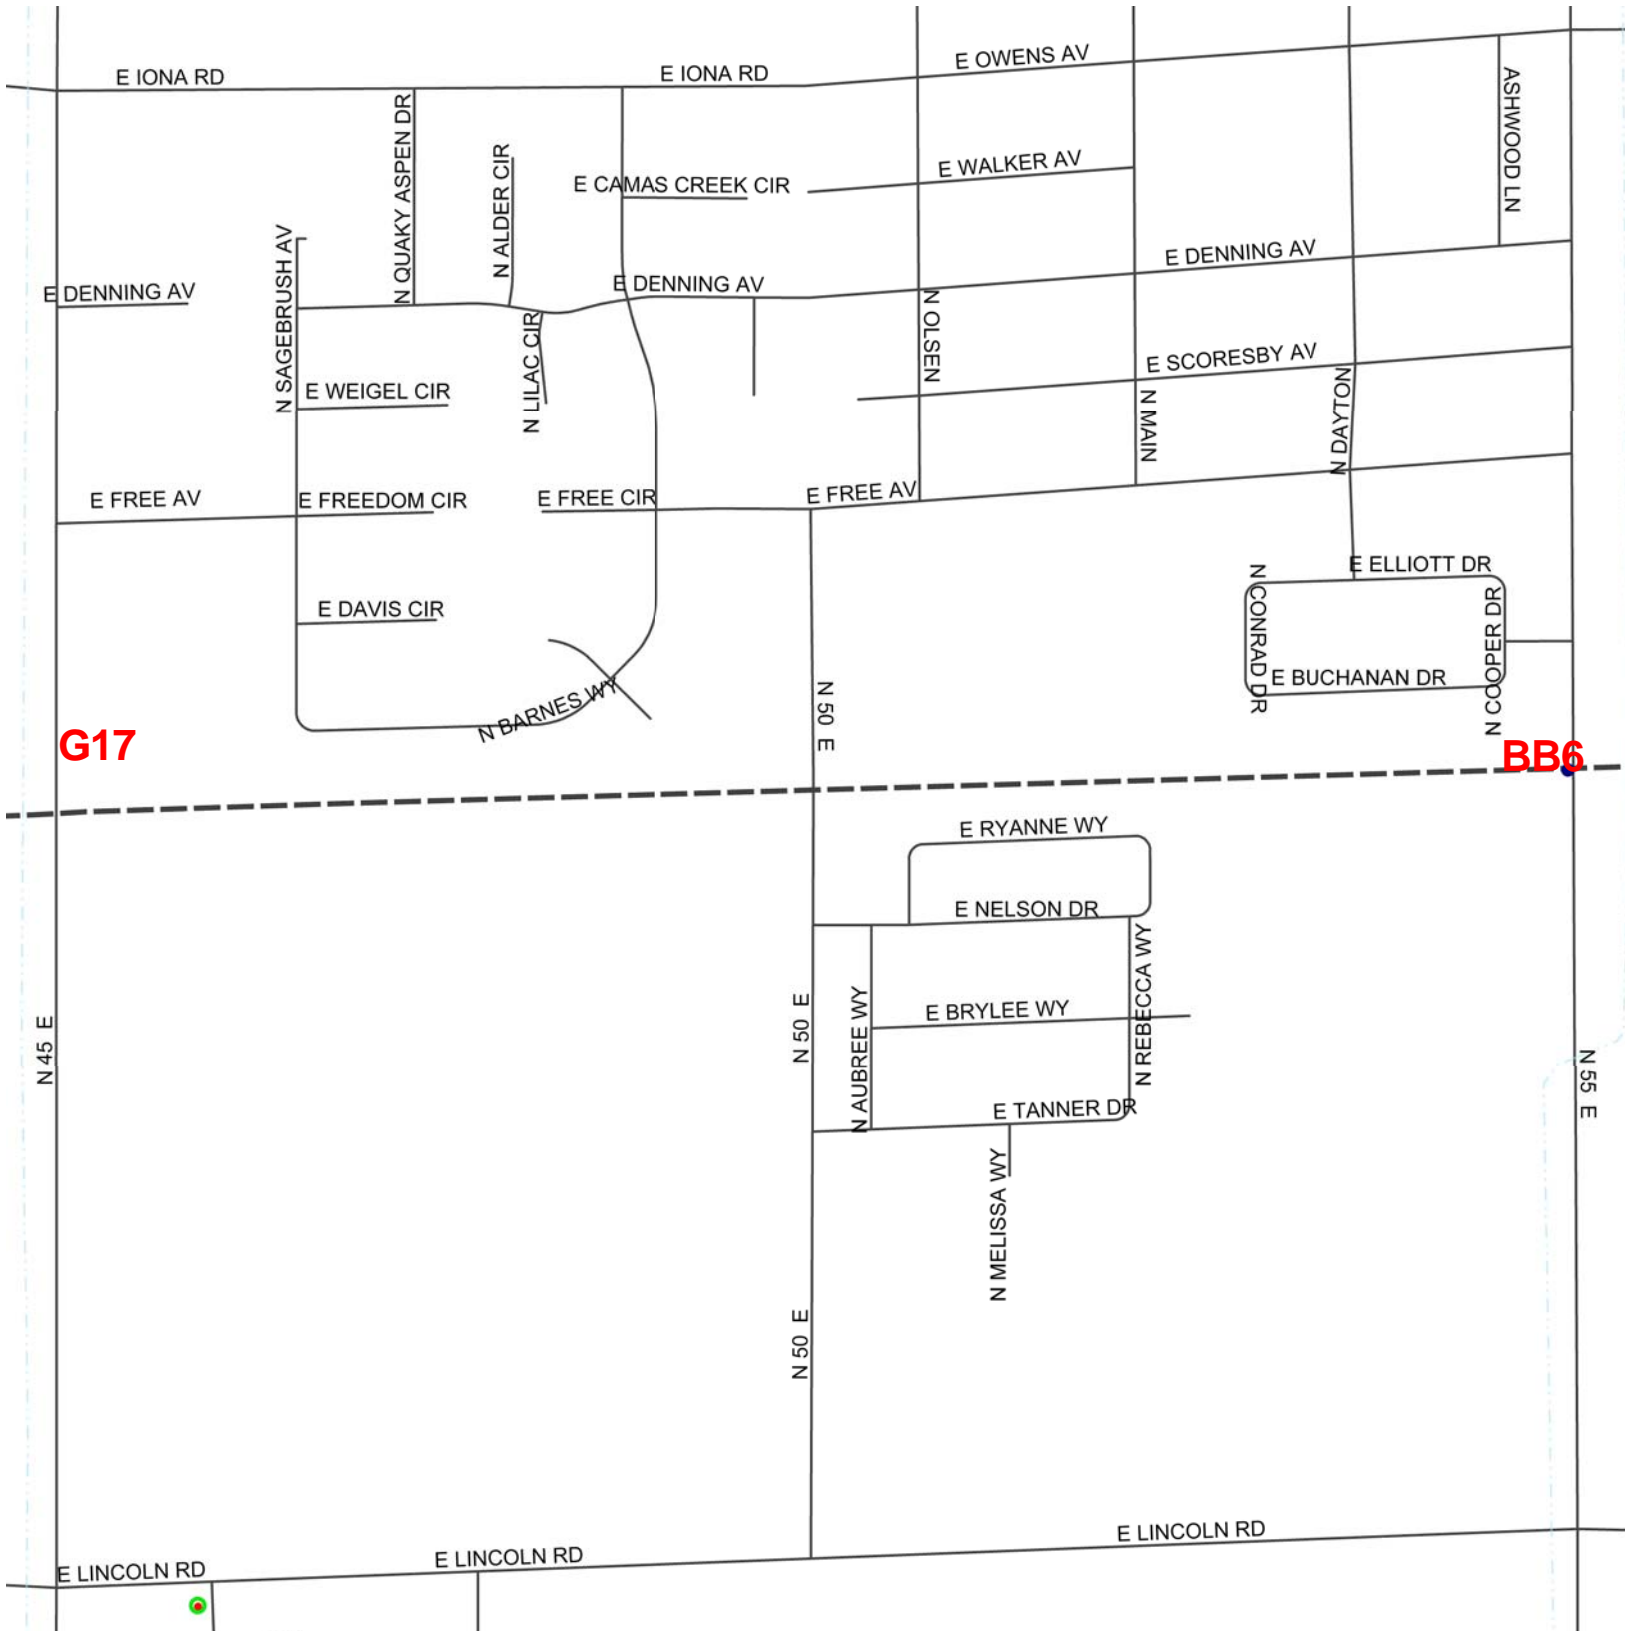 E OWENS AV
E IONA RD
E IONA RD
ASHWOOD LN
N QUAKY ASPEN DR
N ALDER CIR
E CAMAS CREEK CIR
E WALKER AV
N SAGEBRUSH AV
E DENNING AV
E DENNING AV
E DENNING AV
N OLSEN
N LILAC CIR
E SCORESBY AV
E WEIGEL CIR
N MAIN
N DAYTON
E FREE AV
E FREEDOM CIR
E FREE CIR
E FREE AV
E ELLIOTT DR
N CONRAD DR
N COOPER DR
E DAVIS CIR
E BUCHANAN DR
N BARNES WY
N 50 E
G17
BB6
E RYANNE WY
E NELSON DR
N REBECCA WY
N AUBREE WY
N 50 E
E BRYLEE WY
N 45 E
N 55 E
E TANNER DR
N MELISSA WY
N 50 E
E LINCOLN RD
E LINCOLN RD
E LINCOLN RD